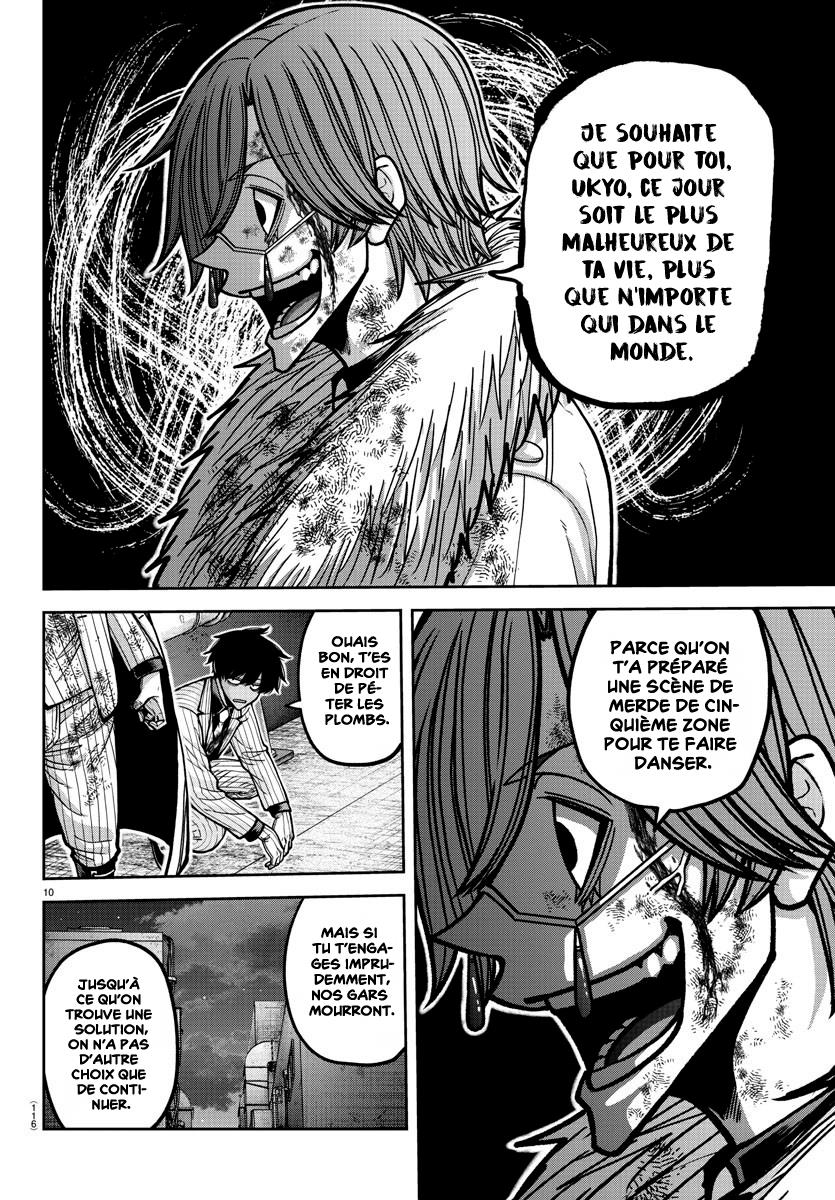 JE SOUHAITE
QUE POUR TOI,
UKYO, CE JOUR
SOIT LE PLUS
MALHEUREUX DE
TA VIE, PLUS
QUE N'IMPORTE
QUI DANS LE
MONDE.
PARCE QU'ON
T'A PRÉPARÉ
UNE SCÈNE DE
MERDE DE CIN-
QUIÈME ZONE
POUR TE FAIRE
DANSER.
OUAIS
BON, T'ES
EN DROIT
DE PÉ-
TER LES
PLOMBS.
10
MAIS SI
TU T'ENGA-
GES IMPRU-
DEMMENT,
NOS GARS
MOURRONT.
JUSQU'À
CE QU'ON
TROUVE UNE
SOLUTION,
ON N'A PAS
D'AUTRE
CHOIX QUE
DE CONTI-
NUER.
(116)